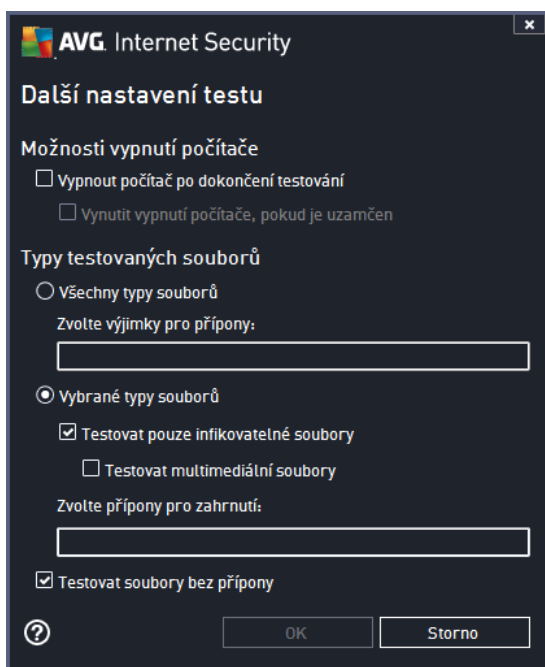 AVG. Internet Security
Další nastavení testu
Možnosti vypnutí počítače
Vypnout počítač po dokončení testování
Vynutit vypnutí počítače, pokud je uzamčen
Typy testovaných souborů
Všechny typy souborů
Zvolte výjimky pro přípony:
Vybrané typy souborů
Testovat pouze infikovatelné soubory
Testovat multimediální soubory
Zvolte přípony pro zahrnutí:
Testovat soubory bez přípony
OK
Storno